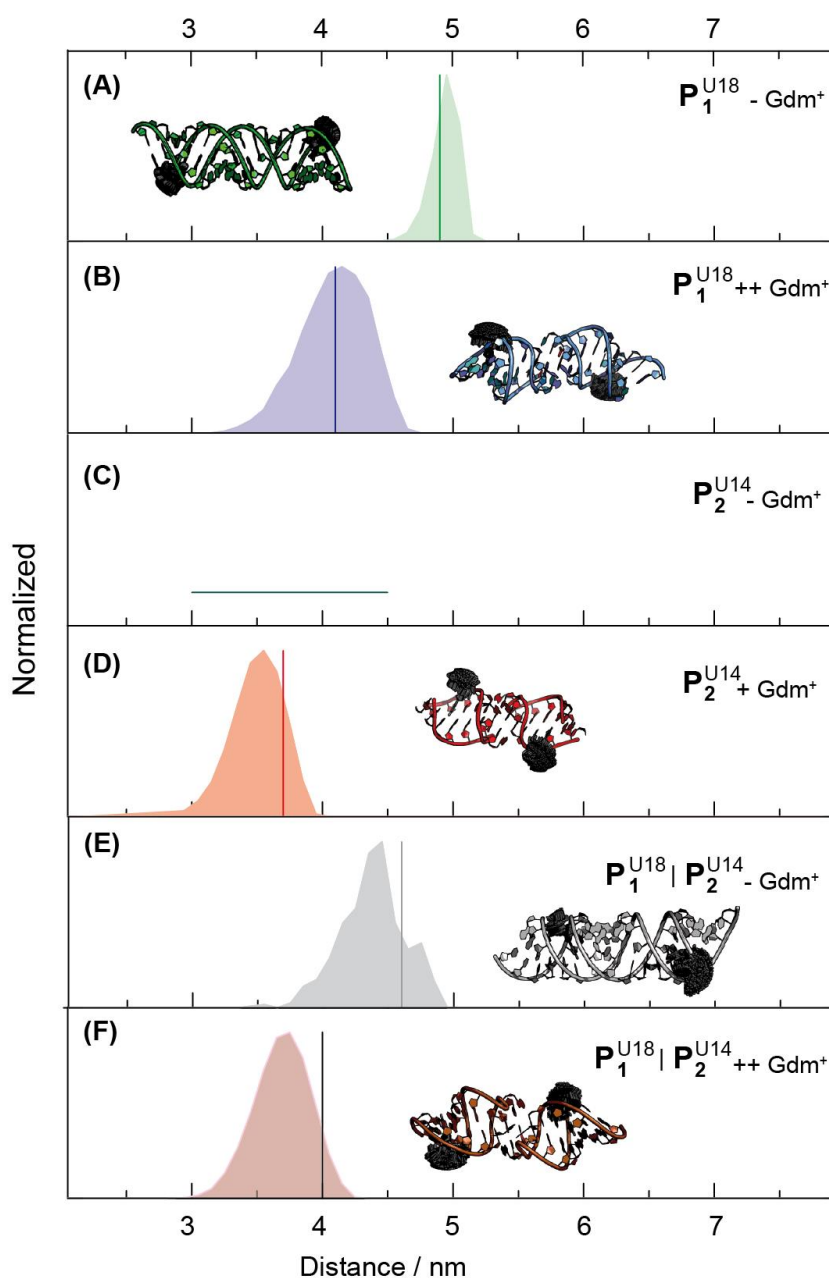 3 4 5 6 7
(A) P₁ᵁ¹⁸ - Gdm⁺
(B) P₁ᵁ¹⁸ ++ Gdm⁺
(C) P₂ᵁ¹⁴ - Gdm⁺
Normalized
(D) P₂ᵁ¹⁴ + Gdm⁺
(E) P₁ᵁ¹⁸ | P₂ᵁ¹⁴ - Gdm⁺
(F) P₁ᵁ¹⁸ | P₂ᵁ¹⁴ ++ Gdm⁺
3 4 5 6 7
Distance / nm